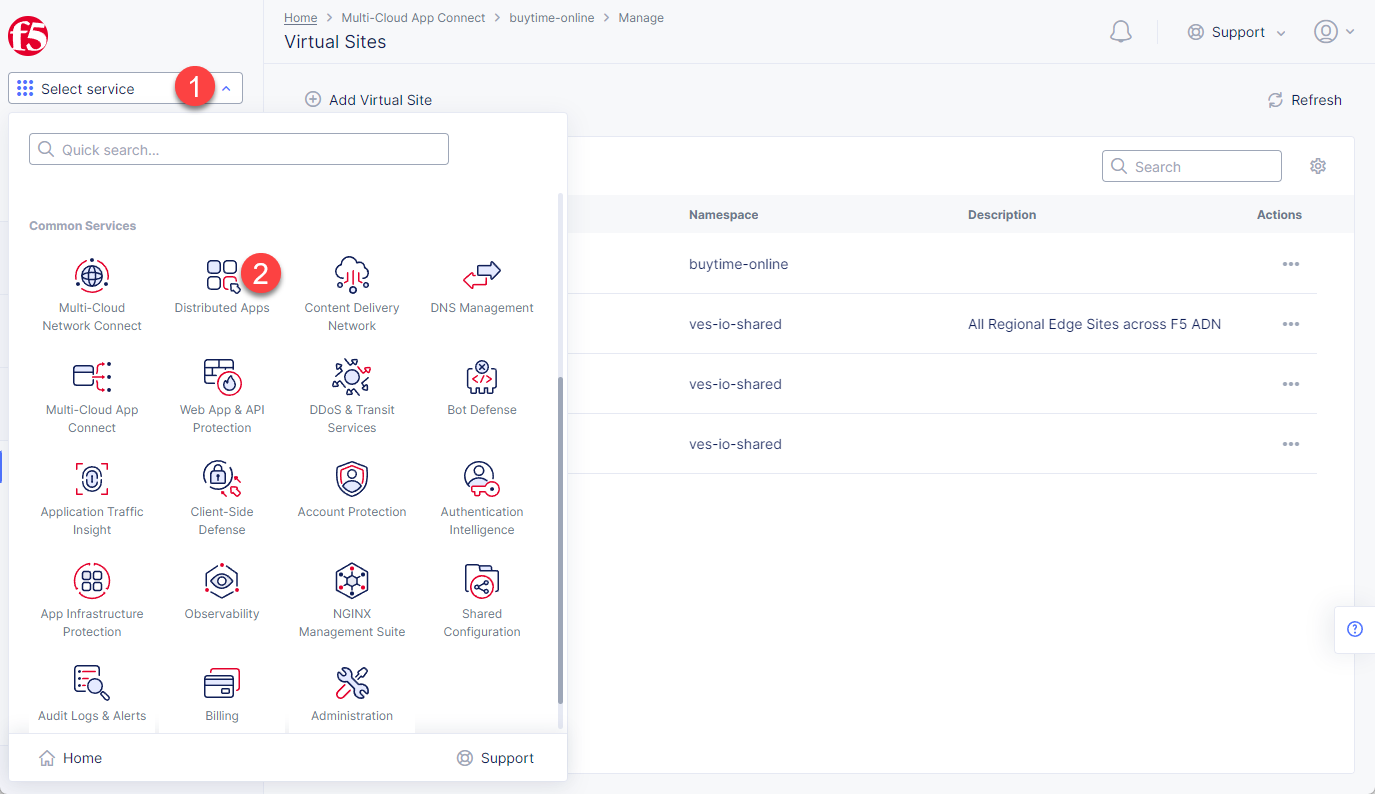 f5
Home > Multi-Cloud App Connect > buytime-online > Manage
Virtual Sites
Support
Select service
1
Add Virtual Site
Refresh
Quick search...
Search
Common Services
Namespace Description Actions
2
Multi-Cloud
Network Connect
Distributed Apps
Content Delivery
Network
DNS Management
buytime-online
ves-io-shared All Regional Edge Sites across F5 ADN
Multi-Cloud App
Connect
Web App & API
Protection
DDoS & Transit
Services
Bot Defense
ves-io-shared
ves-io-shared
Application Traffic
Insight
Client-Side
Defense
Account Protection
Authentication
Intelligence
App Infrastructure
Protection
Observability
NGINX
Management Suite
Shared
Configuration
Audit Logs & Alerts
Billing
Administration
Home
Support